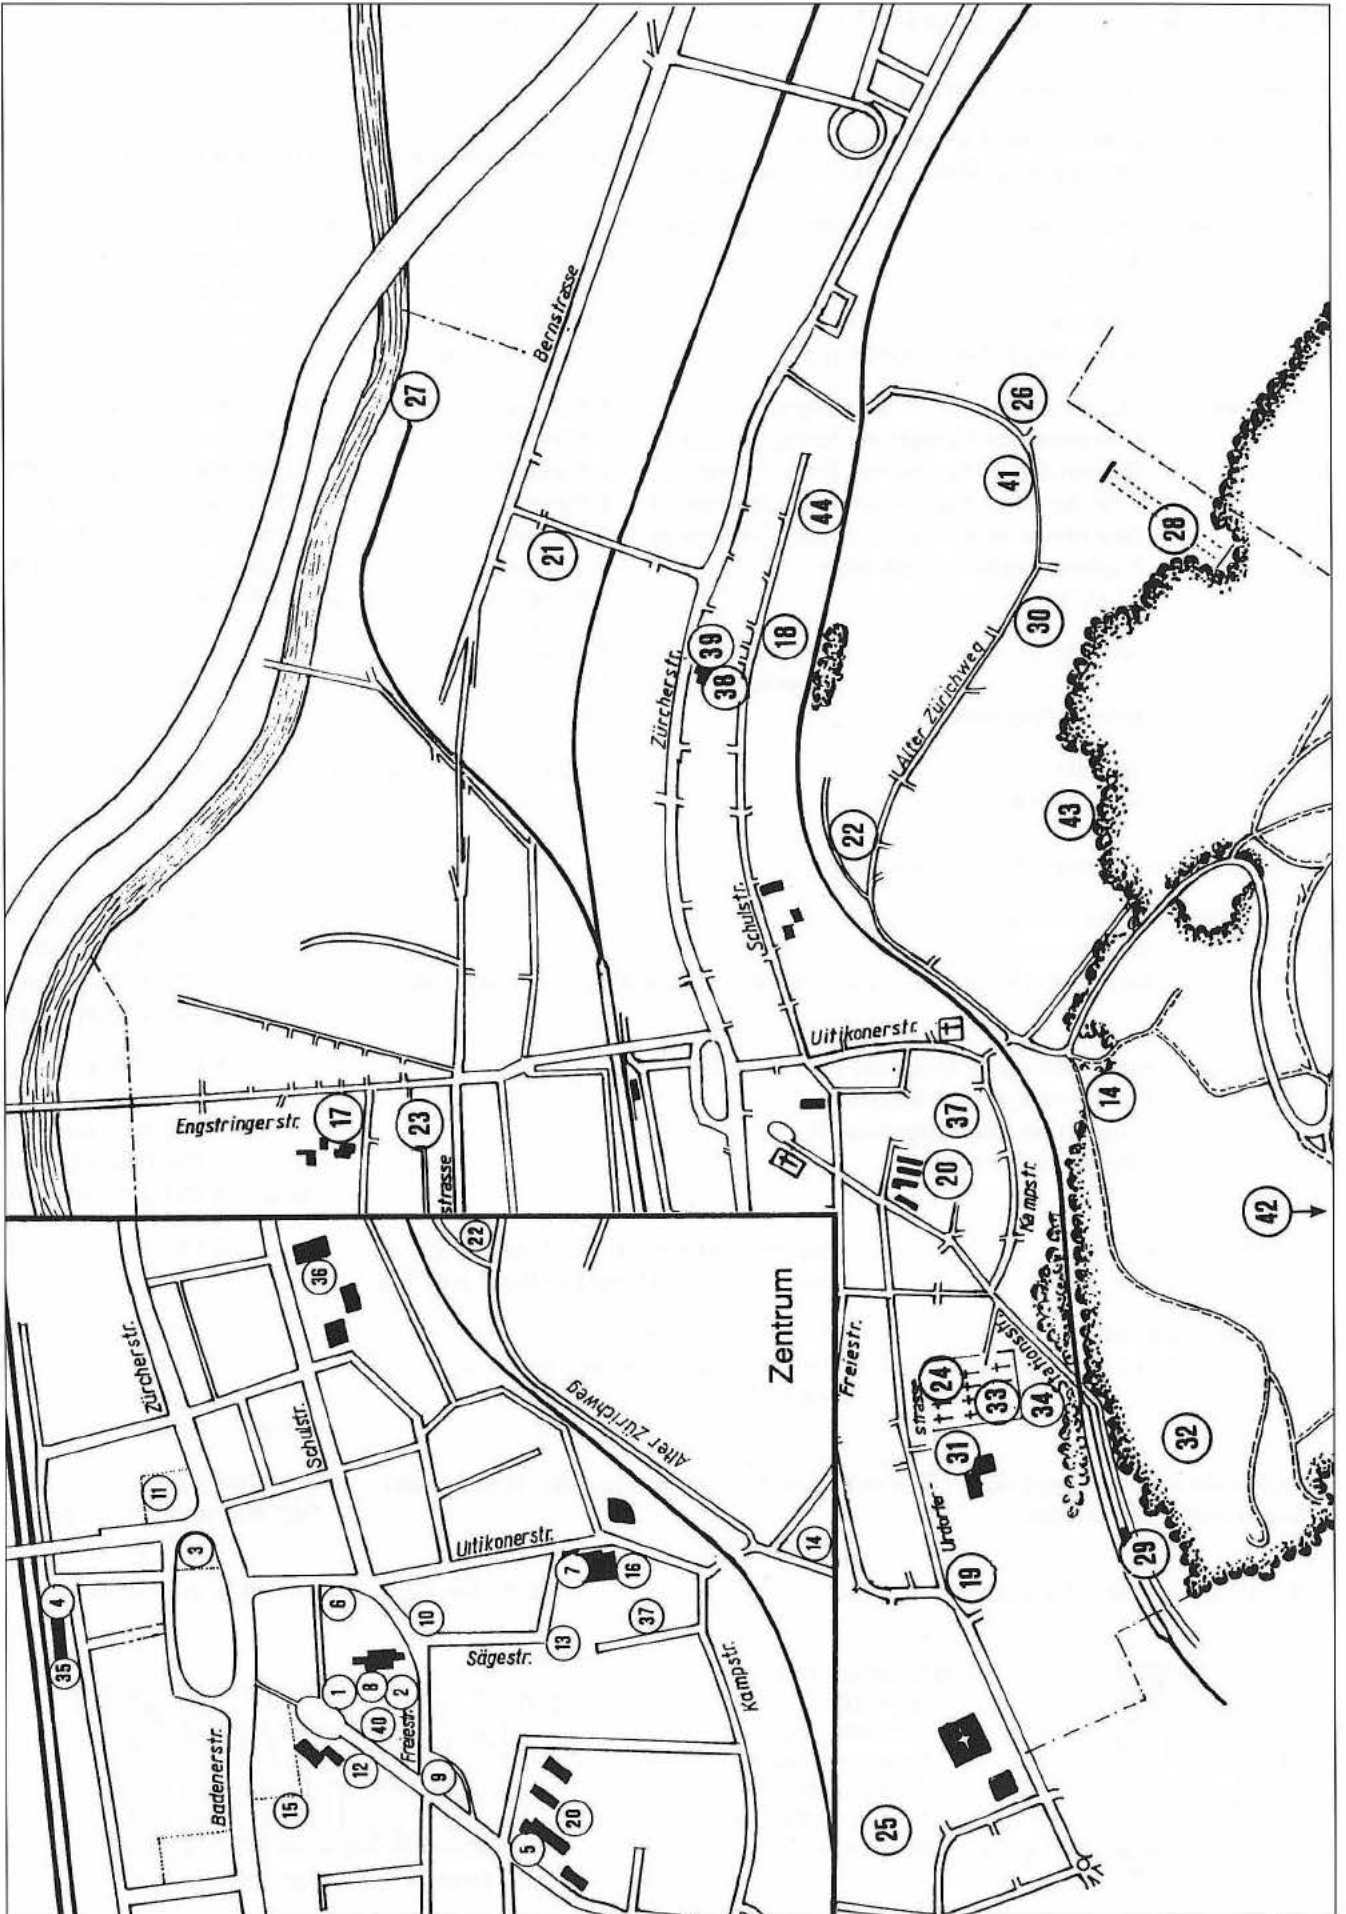 Bernstrasse
27
26
41
28
44
21
30
18
39
38
Zürcherstr.
Alter Zürichweg
43
22
Schulstr.
Uitikonerstr.
Engstringerstr.
17
23
14
37
20
strasse
Kampstr.
42
Freiestr.
Stationsstr.
24
strasse
33
34
31
32
Urdorfer-
19
29
25
22
36
Zentrum
Zürcherstr.
Schulstr.
Alter Zürichweg
11
Uitikonerstr.
3
14
7
16
4
6
10
37
13
35
Sägestr.
1
8
2
40
Freiestr.
Kampstr.
12
9
Badenerstr.
15
20
5